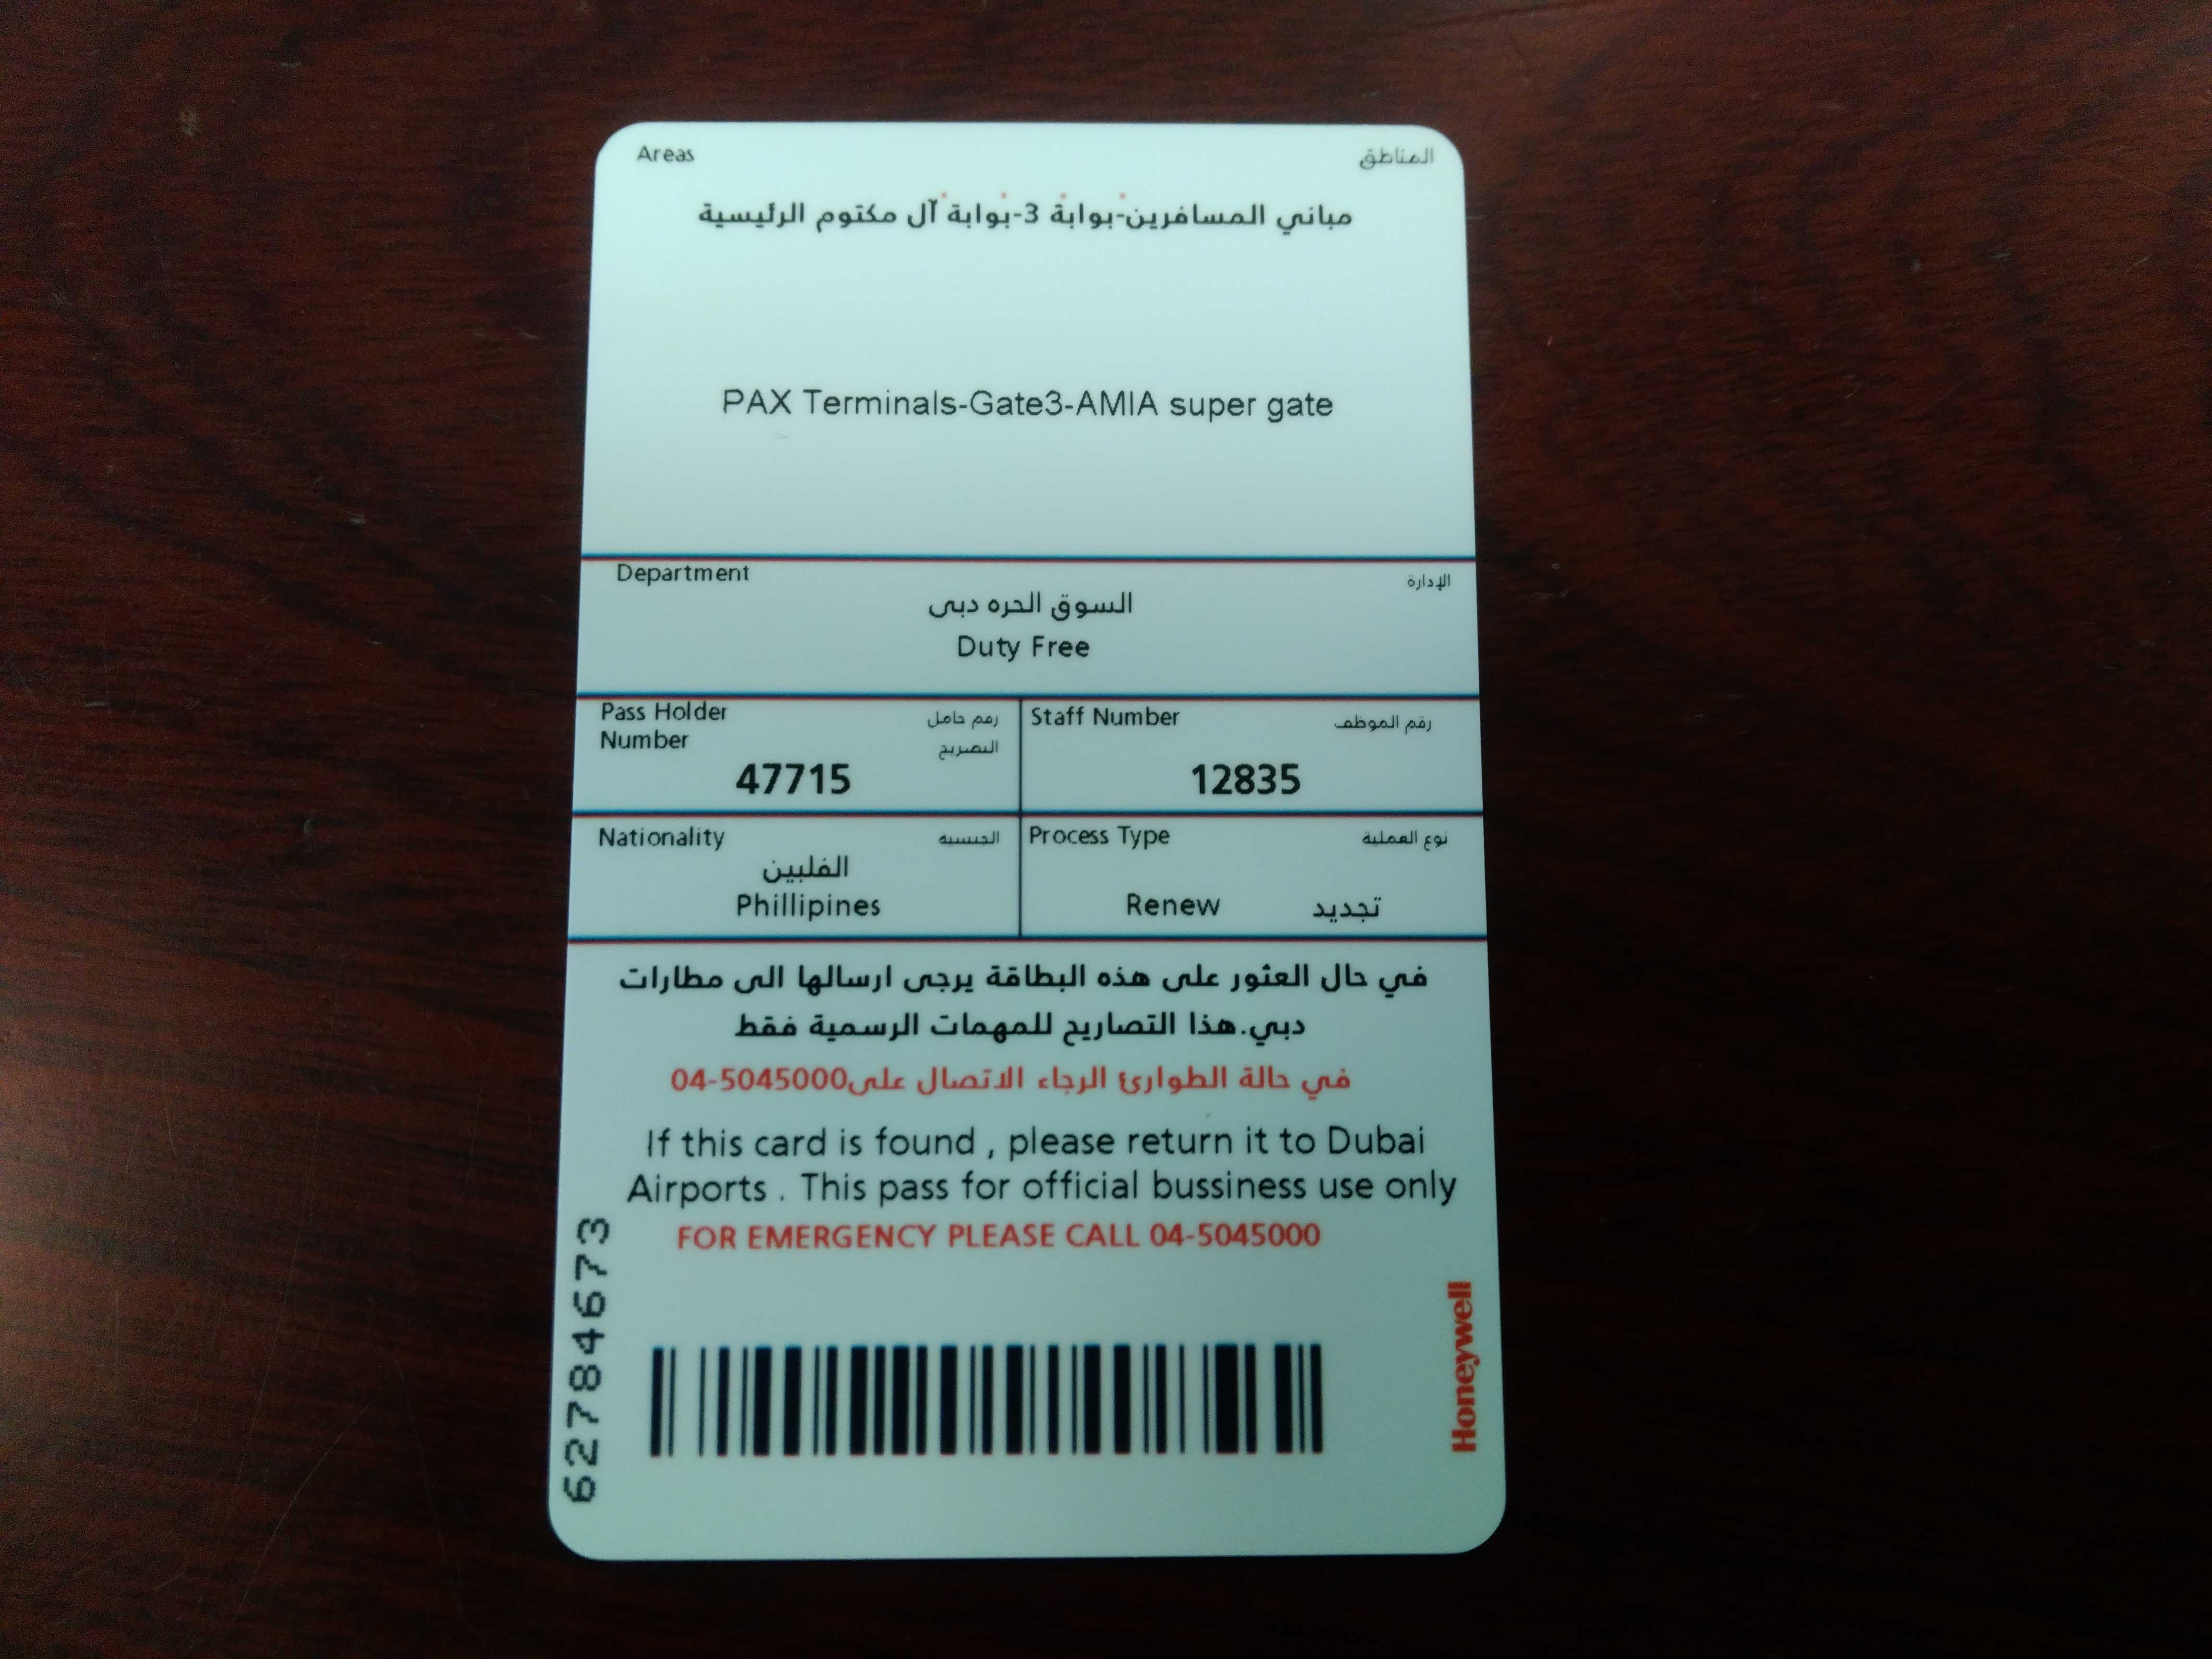 Areas المناطق
مباني المسافرين-بوابة 3-بوابة آل مكتوم الرئيسية
PAX Terminals-Gate3-AMIA super gate
Department الإدارة
السوق الحره دبى
Duty Free
Pass Holder رقم حامل
Number التصريح
47715
Staff Number رقم الموظف
12835
Nationality الجنسية
الفلبين
Phillipines
Process Type نوع العملية
Renew تجديد
في حال العثور على هذه البطاقة يرجى ارسالها الى مطارات
دبي.هذا التصاريح للمهمات الرسمية فقط
في حالة الطوارئ الرجاء الاتصال على04-5045000
If this card is found , please return it to Dubai
Airports . This pass for official bussiness use only
FOR EMERGENCY PLEASE CALL 04-5045000
62784673
Honeywell